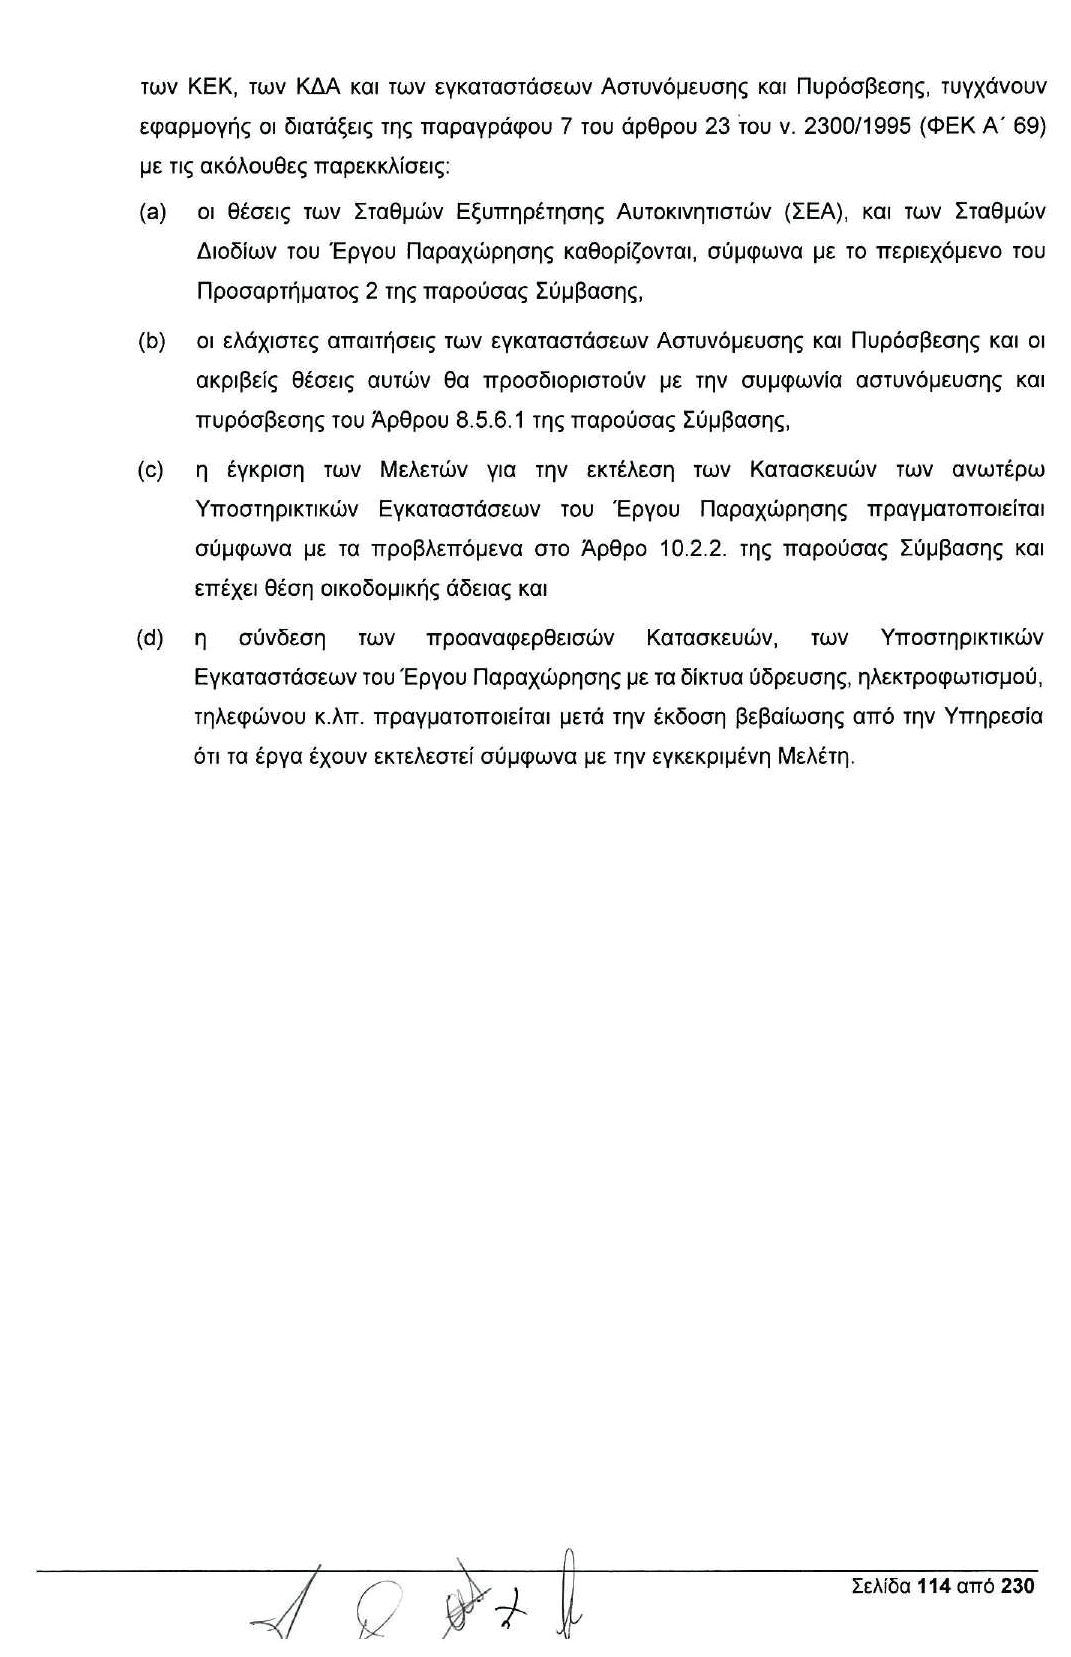 των ΚΕΚ, των ΚΔΑ και των εγκαταστάσεων Αστυνόμευσης και Πυρόσβεσης, τυγχάνουν
εφαρμογής οι διατάξεις της παραγράφου 7 του άρθρου 23 του ν. 2300/1995 (ΦΕΚ Α΄ 69)
με τις ακόλουθες παρεκκλίσεις:
(a) οι θέσεις των Σταθμών Εξυπηρέτησης Αυτοκινητιστών (ΣΕΑ), και των Σταθμών
Διοδίων του Έργου Παραχώρησης καθορίζονται, σύμφωνα με το περιεχόμενο του
Προσαρτήματος 2 της παρούσας Σύμβασης,
(b) οι ελάχιστες απαιτήσεις των εγκαταστάσεων Αστυνόμευσης και Πυρόσβεσης και οι
ακριβείς θέσεις αυτών θα προσδιοριστούν με την συμφωνία αστυνόμευσης και
πυρόσβεσης του Άρθρου 8.5.6.1 της παρούσας Σύμβασης,
(c) η έγκριση των Μελετών για την εκτέλεση των Κατασκευών των ανωτέρω
Υποστηρικτικών Εγκαταστάσεων του Έργου Παραχώρησης πραγματοποιείται
σύμφωνα με τα προβλεπόμενα στο Άρθρο 10.2.2. της παρούσας Σύμβασης και
επέχει θέση οικοδομικής άδειας και
(d) η σύνδεση των προαναφερθεισών Κατασκευών, των Υποστηρικτικών
Εγκαταστάσεων του Έργου Παραχώρησης με τα δίκτυα ύδρευσης, ηλεκτροφωτισμού,
τηλεφώνου κ.λπ. πραγματοποιείται μετά την έκδοση βεβαίωσης από την Υπηρεσία
ότι τα έργα έχουν εκτελεστεί σύμφωνα με την εγκεκριμένη Μελέτη.
Σελίδα 114 από 230